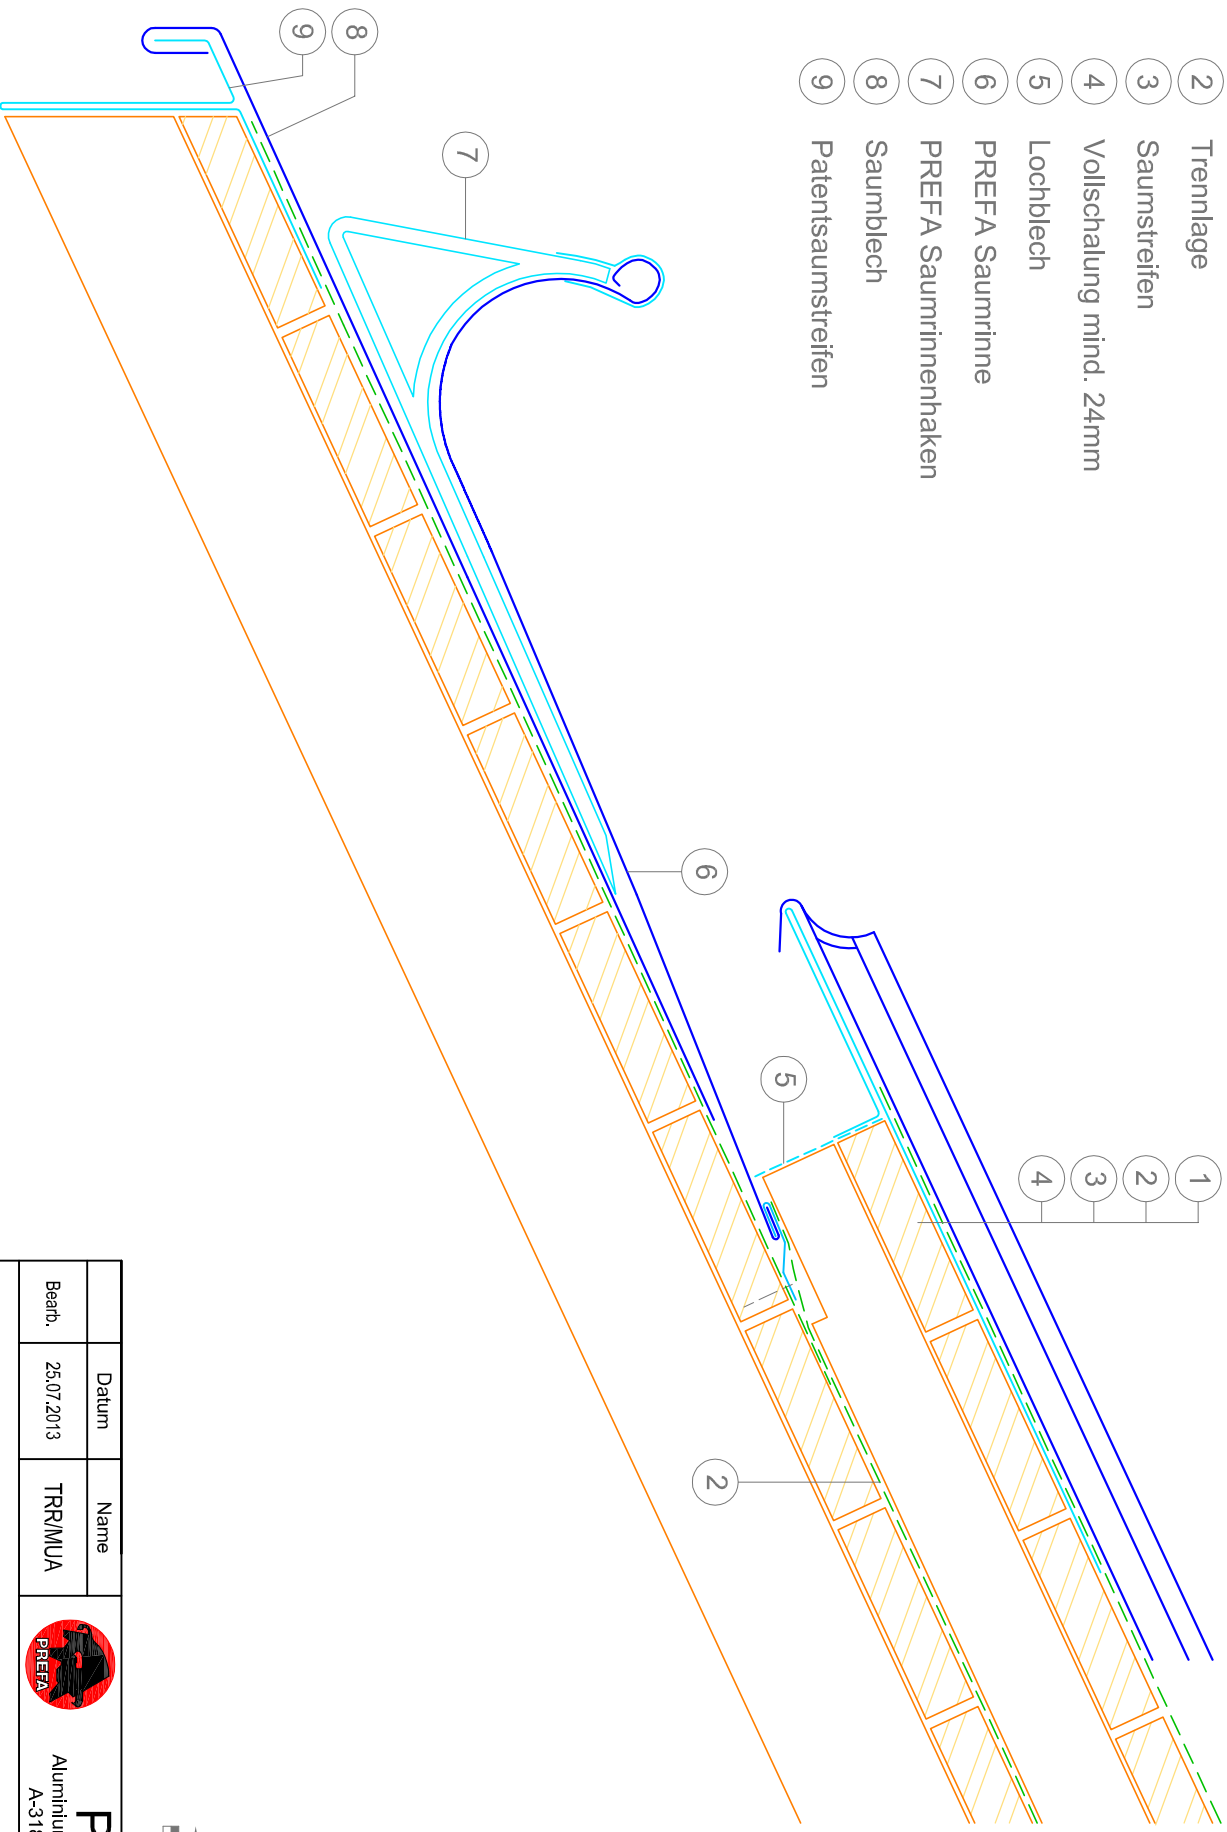 2 Trennlage
3 Saumstreifen
4 Vollschalung mind. 24mm
5 Lochblech
6 PREFA Saumrinne
7 PREFA Saumrinnenhaken
8 Saumblech
9 Patentsaumstreifen
1
2
3
4
5
6
7
8
9
2
Datum Name
Bearb. 25.07.2013 TRR/MUA
PREFA